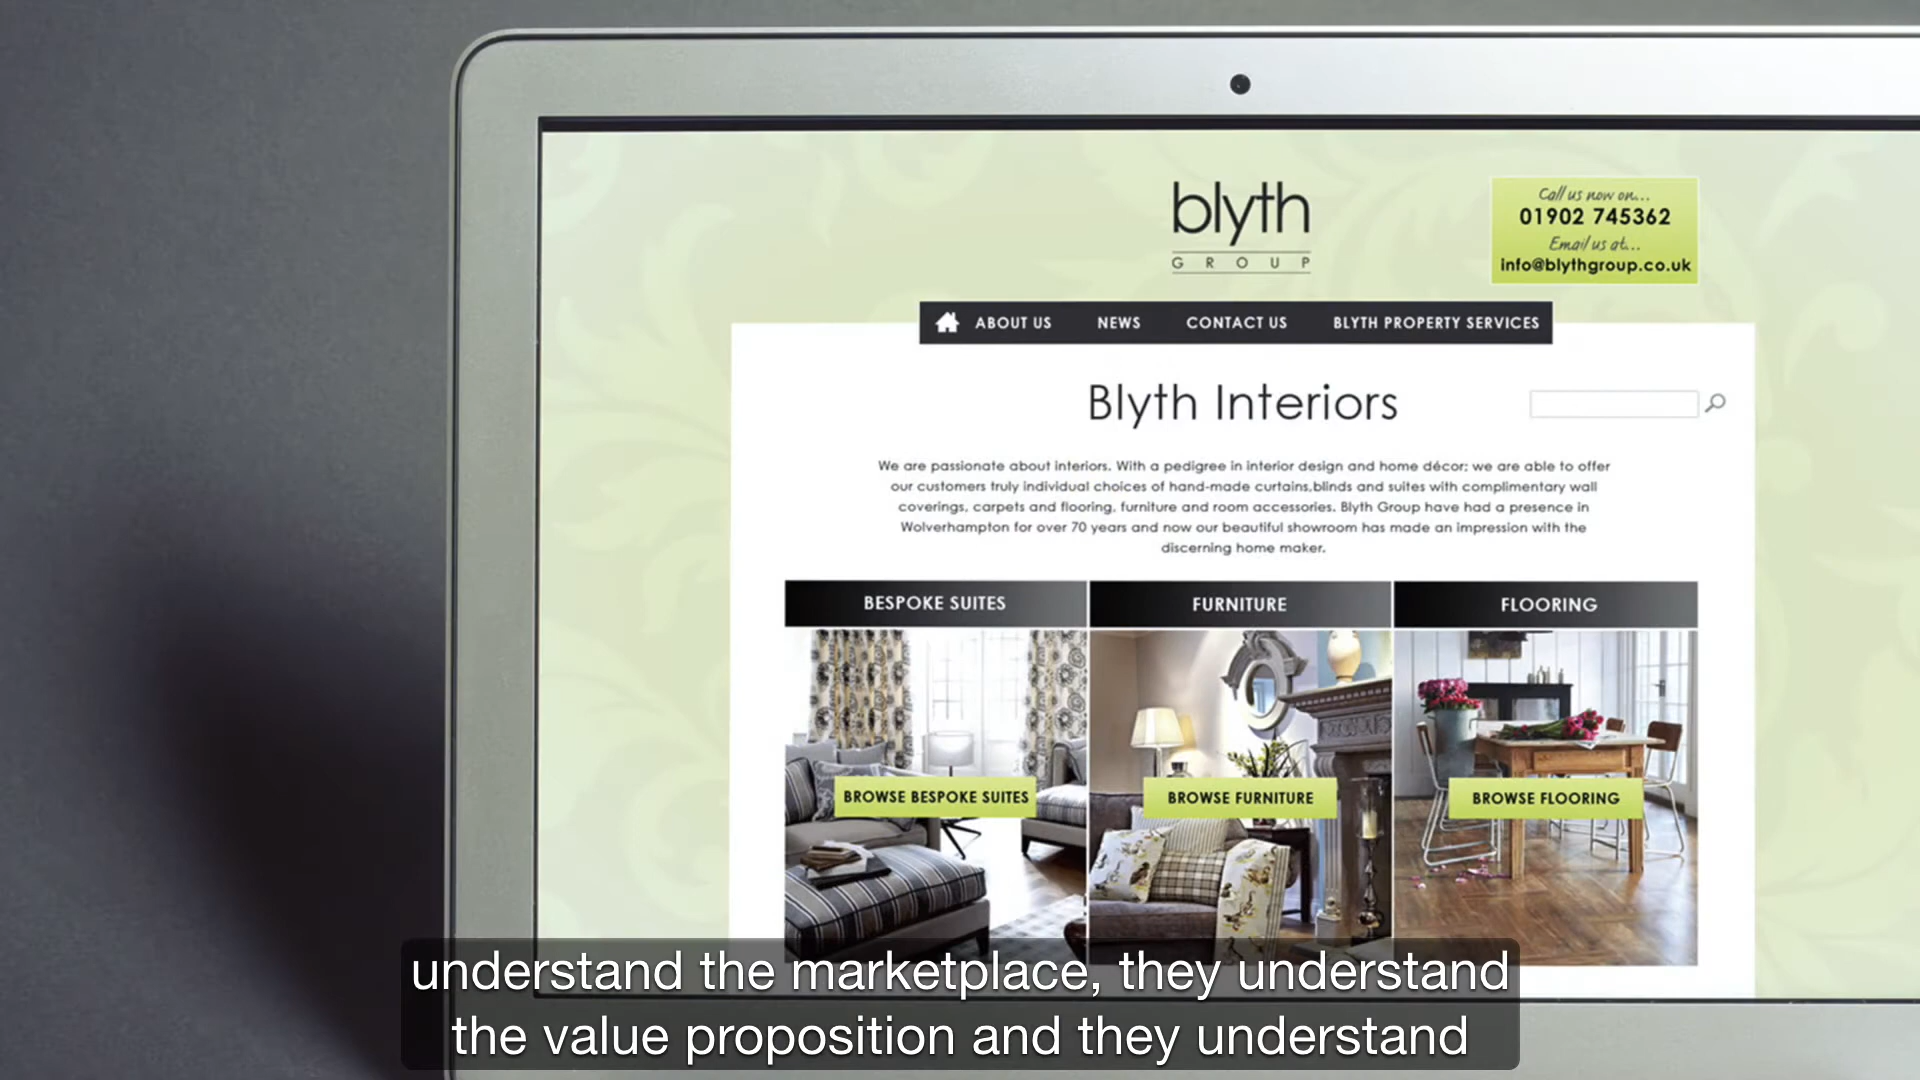 blyth
GROUP
Call us now on...
01902 745362
Email us at...
info@blythgroup.co.uk
ABOUT US NEWS CONTACT US BLYTH PROPERTY SERVICES
Blyth Interiors
We are passionate about interiors. With a pedigree in interior design and home décor; we are able to offer
our customers truly individual choices of hand-made curtains,blinds and suites with complimentary wall
coverings, carpets and flooring, furniture and room accessories. Blyth Group have had a presence in
Wolverhampton for over 70 years and now our beautiful showroom has made an impression with the
discerning home maker.
BESPOKE SUITES FURNITURE FLOORING
BROWSE BESPOKE SUITES BROWSE FURNITURE BROWSE FLOORING
understand the marketplace, they understand
the value proposition and they understand